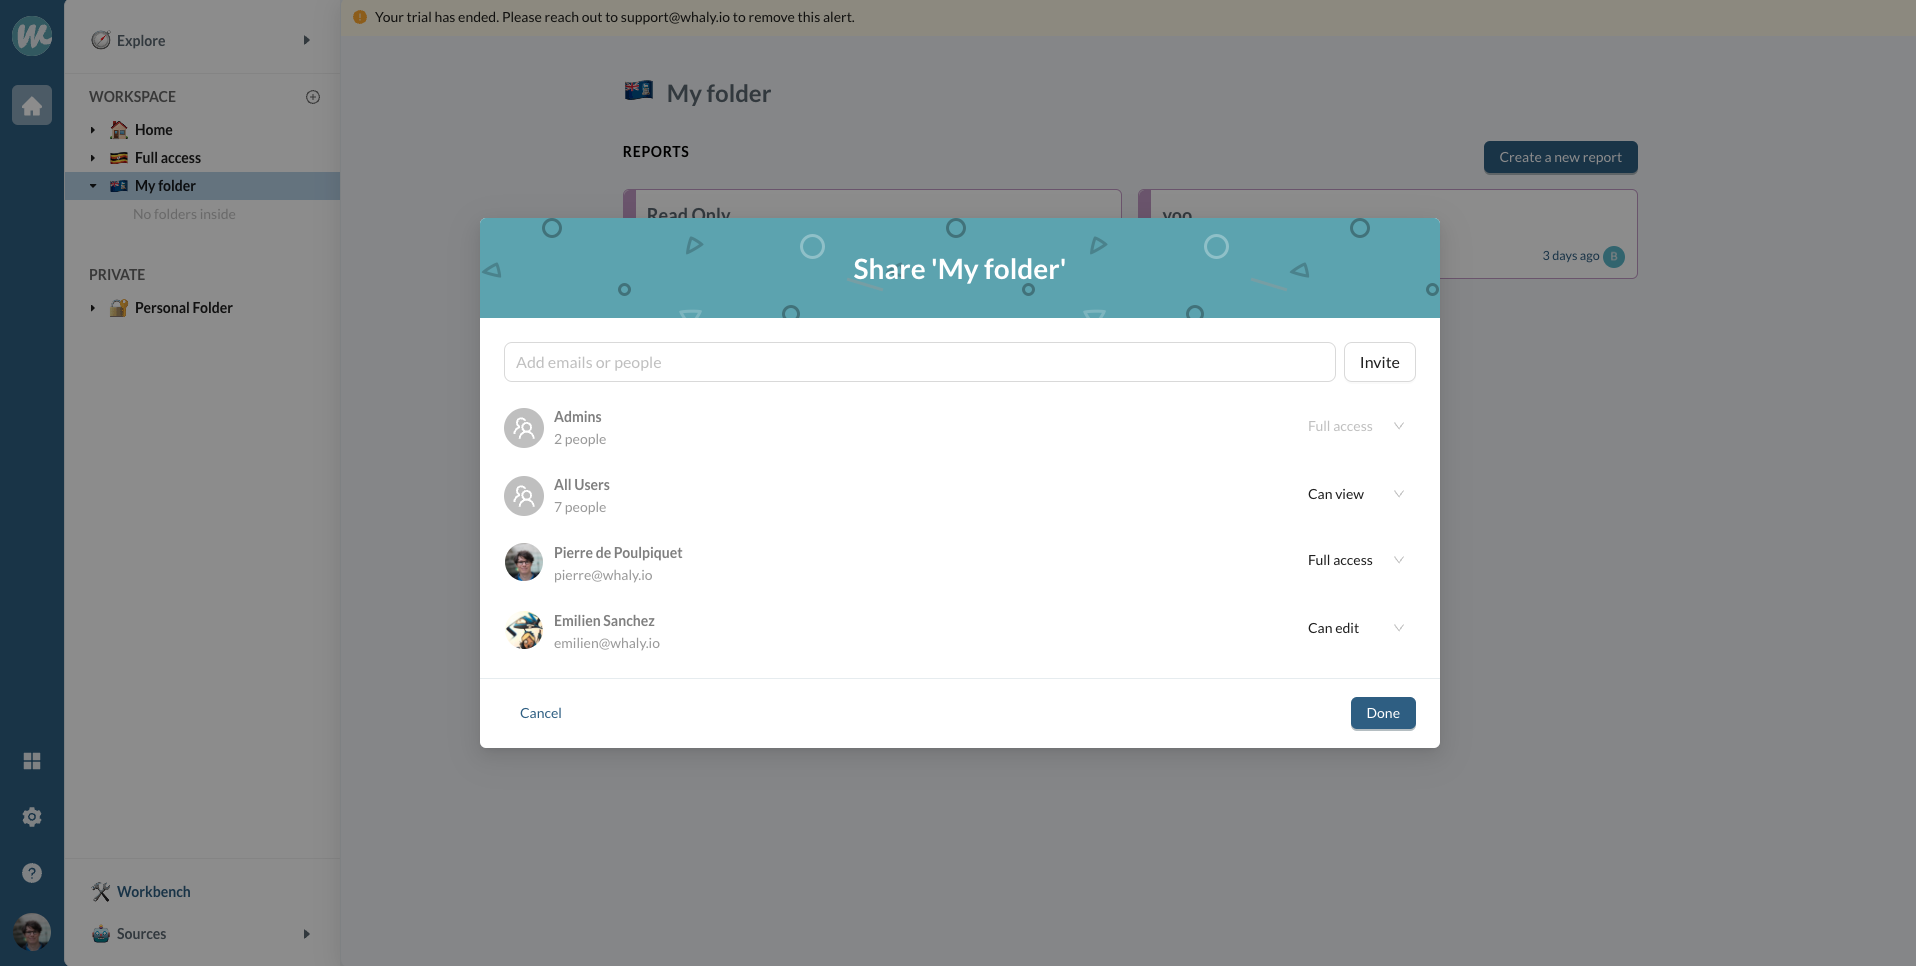 Your trial has ended. Please reach out to support@whaly.io to remove this alert.
Explore
WORKSPACE
Home
Full access
My folder
No folders inside
PRIVATE
Personal Folder
Workbench
Sources
My folder
REPORTS
Create a new report
Read Only
yoo
3 days ago B
Share 'My folder'
Add emails or people
Invite
Admins
2 people
Full access
All Users
7 people
Can view
Pierre de Poulpiquet
pierre@whaly.io
Full access
Emilien Sanchez
emilien@whaly.io
Can edit
Cancel
Done